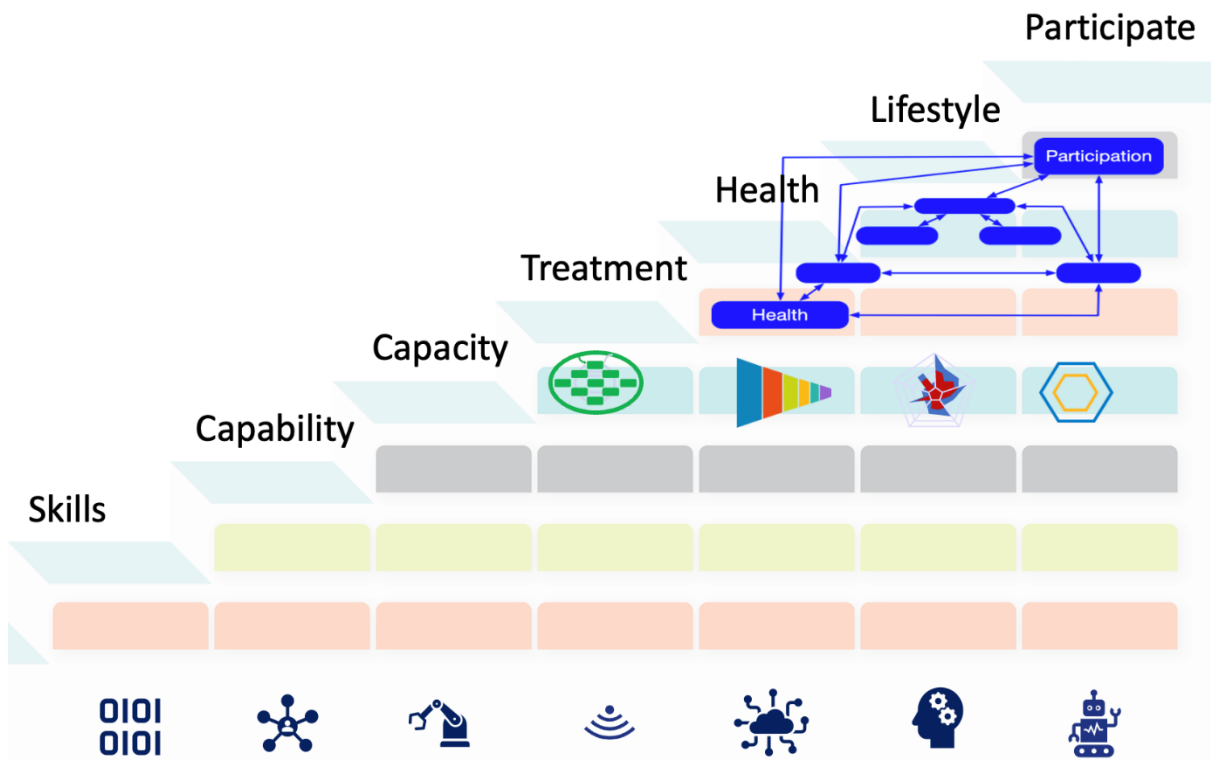 Participate
Lifestyle
Participation
Health
Treatment
Health
Capacity
Capability
Skills
0101
0101